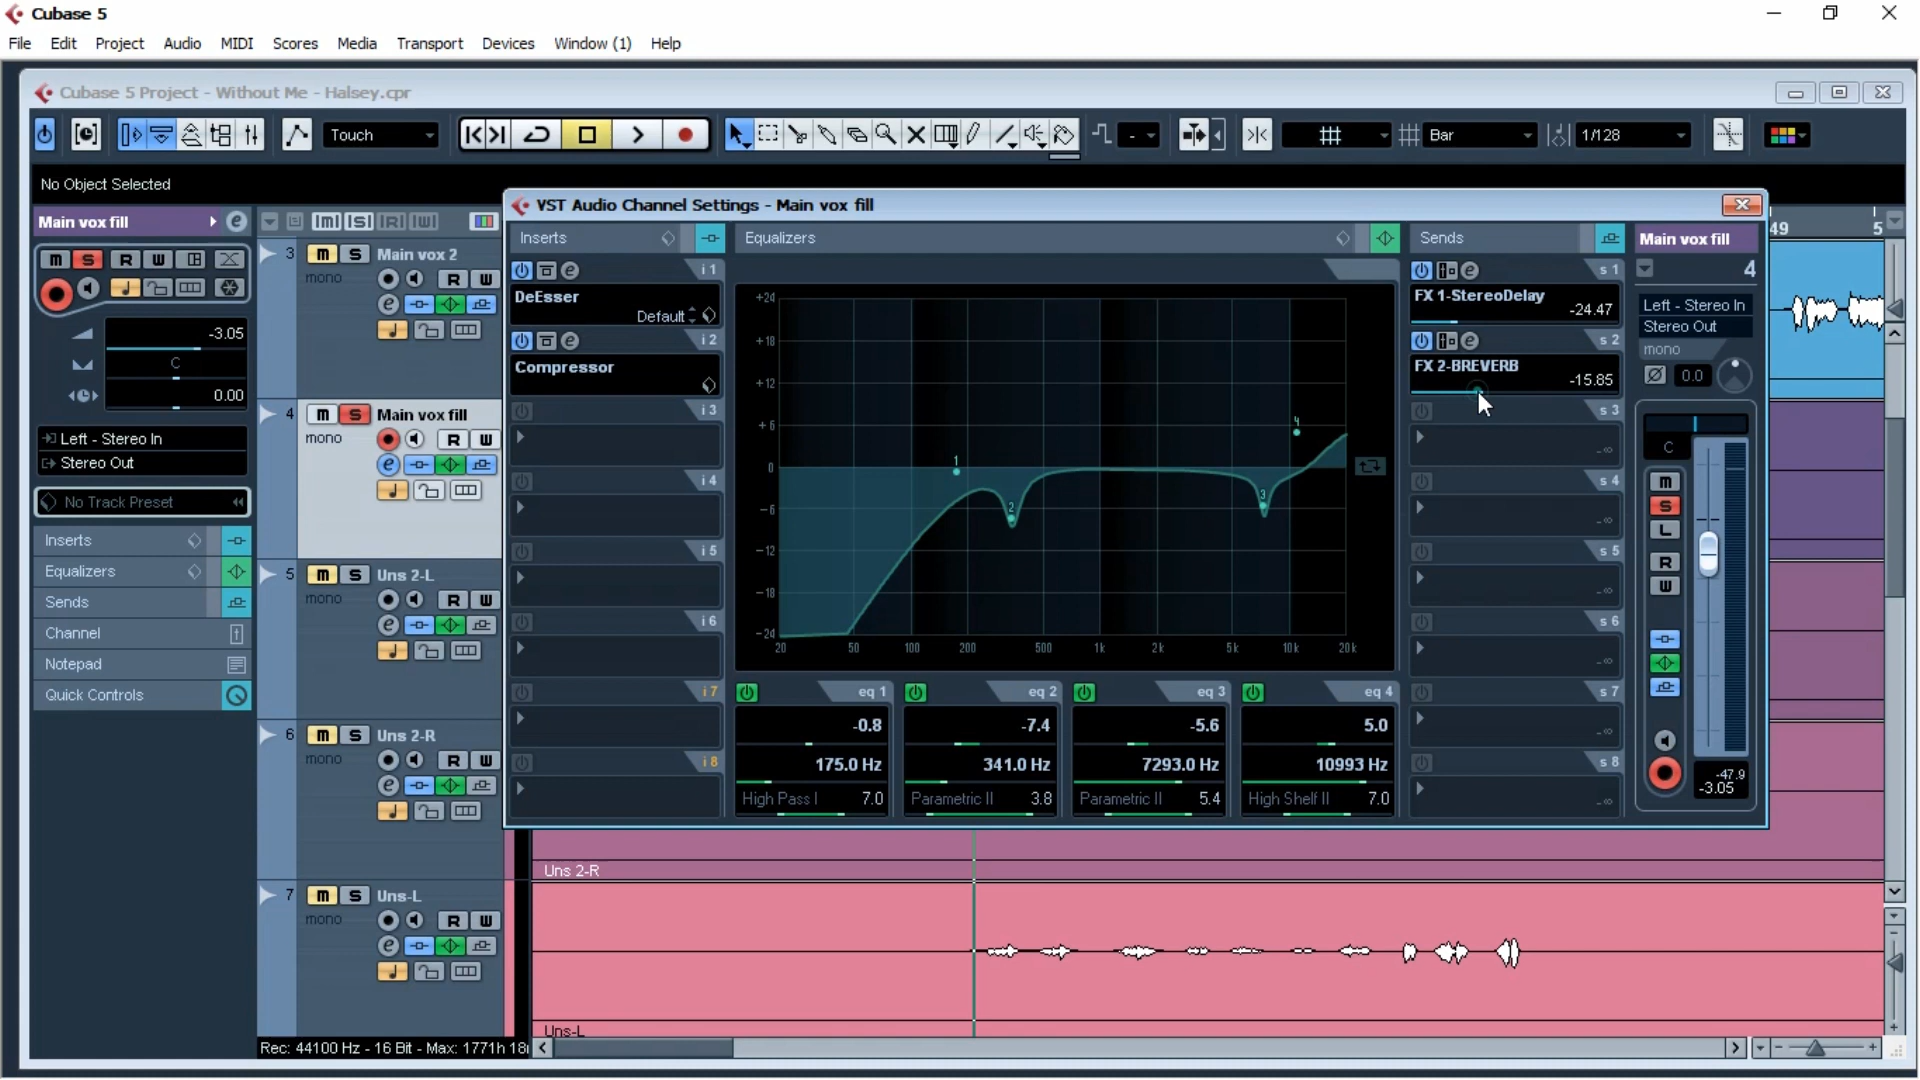 Cubase 5
File Edit Project Audio MIDI Scores Media Transport Devices Window (1) Help
Cubase 5 Project - Without Me - Halsey.cpr
Touch - Bar 1/128
No Object Selected
Main vox fill
m S R W
-3.05
C
0.00
Left - Stereo In
Stereo Out
No Track Preset
Inserts
Equalizers
Sends
Channel
Notepad
Quick Controls
[m] [S] [R] [W]
3 m S Main vox 2
mono R W
e
4 m S Main vox fill
mono R W
e
5 m S Uns 2-L
mono R W
e
6 m S Uns 2-R
mono R W
e
7 m S Uns-L
mono R W
e
Rec: 44100 Hz - 16 Bit - Max: 1771h 18
VST Audio Channel Settings - Main vox fill
Inserts
e i 1
DeEsser
Default
e i 2
Compressor
i 3
i 4
i 5
i 6
i 7
i 8
Equalizers
+24
+18
+12
+6
0
-6
-12
-18
-24
1 2 3 4
20 50 100 200 500 1k 2k 5k 10k 20k
eq 1 eq 2 eq 3 eq 4
-0.8 -7.4 -5.6 5.0
175.0 Hz 341.0 Hz 7293.0 Hz 10993 Hz
High Pass I 7.0 Parametric II 3.8 Parametric II 5.4 High Shelf II 7.0
Sends
e s 1
FX 1-StereoDelay
-24.47
e s 2
FX 2-BREVERB
-15.85
s 3
-∞
s 4
-∞
s 5
-∞
s 6
-∞
s 7
-∞
s 8
-∞
Main vox fill
4
Left - Stereo In
Stereo Out
mono
0.0
C
m
S
L
R
W
-47.9
-3.05
49 5
Uns 2-R
Uns-L